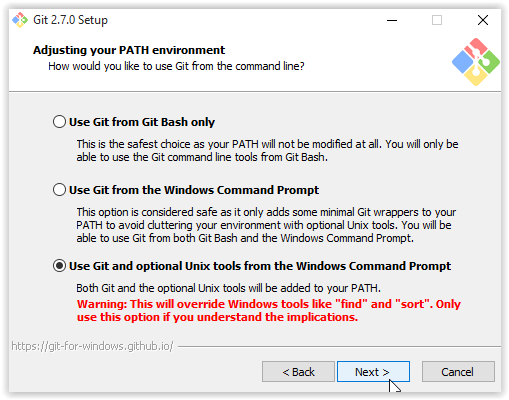 Git 2.7.0 Setup
Adjusting your PATH environment
How would you like to use Git from the command line?
Use Git from Git Bash only
This is the safest choice as your PATH will not be modified at all. You will only be
able to use the Git command line tools from Git Bash.
Use Git from the Windows Command Prompt
This option is considered safe as it only adds some minimal Git wrappers to your
PATH to avoid cluttering your environment with optional Unix tools. You will be
able to use Git from both Git Bash and the Windows Command Prompt.
Use Git and optional Unix tools from the Windows Command Prompt
Both Git and the optional Unix tools will be added to your PATH.
Warning: This will override Windows tools like "find" and "sort". Only
use this option if you understand the implications.
https://git-for-windows.github.io/
< Back Next > Cancel